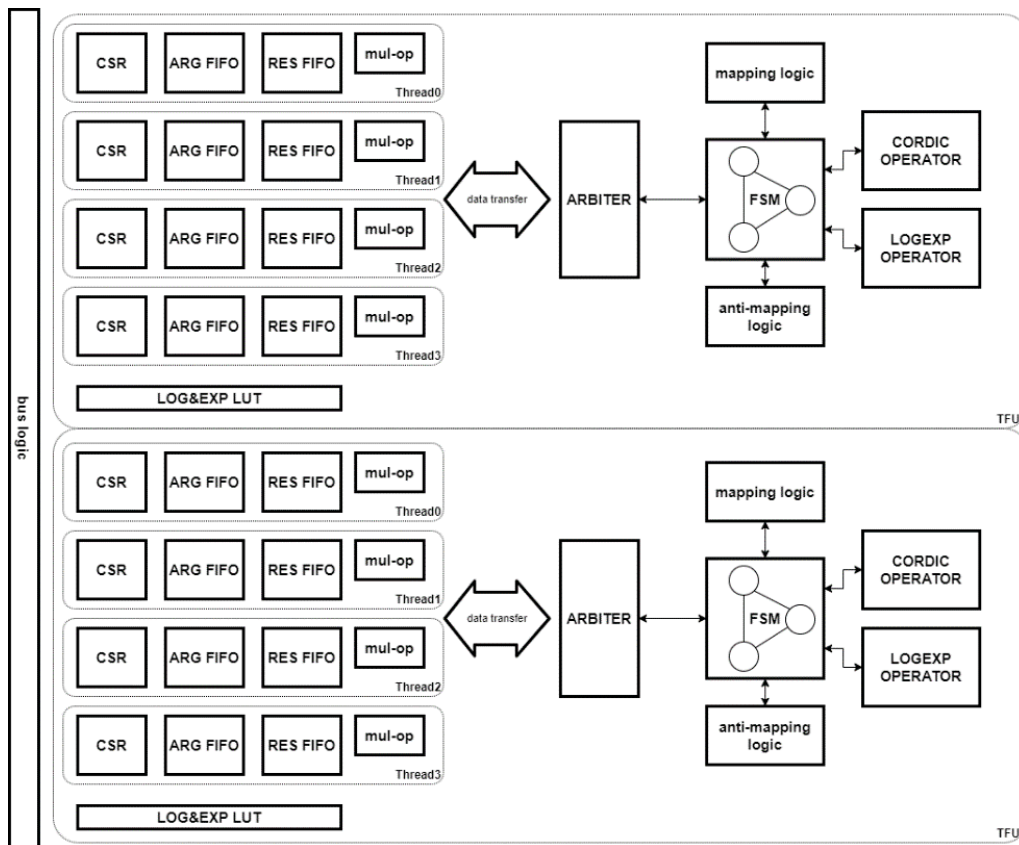 bus logic
CSR
ARG FIFO
RES FIFO
mul-op
Thread0
CSR
ARG FIFO
RES FIFO
mul-op
Thread1
CSR
ARG FIFO
RES FIFO
mul-op
Thread2
CSR
ARG FIFO
RES FIFO
mul-op
Thread3
LOG&EXP LUT
data transfer
ARBITER
mapping logic
FSM
anti-mapping
logic
CORDIC
OPERATOR
LOGEXP
OPERATOR
TFU
CSR
ARG FIFO
RES FIFO
mul-op
Thread0
CSR
ARG FIFO
RES FIFO
mul-op
Thread1
CSR
ARG FIFO
RES FIFO
mul-op
Thread2
CSR
ARG FIFO
RES FIFO
mul-op
Thread3
LOG&EXP LUT
data transfer
ARBITER
mapping logic
FSM
anti-mapping
logic
CORDIC
OPERATOR
LOGEXP
OPERATOR
TFU